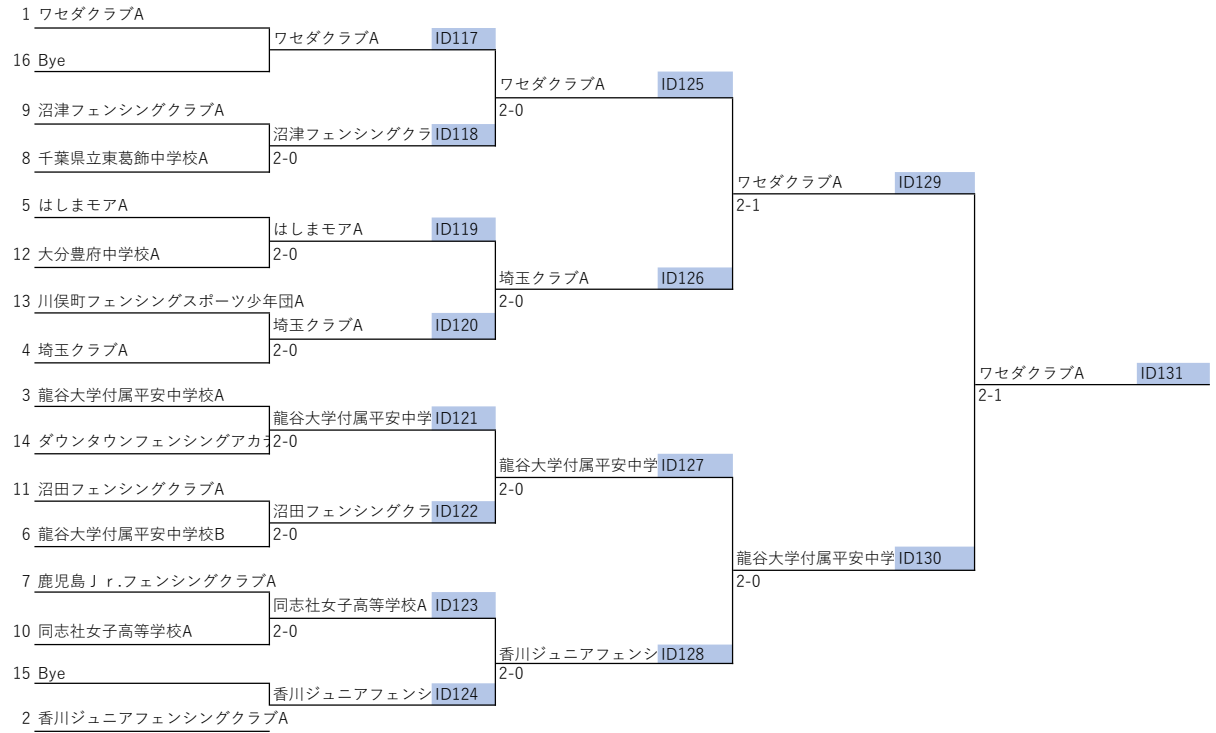 1 ワセダクラブA
ワセダクラブA ID117
16 Bye
ワセダクラブA ID125
2-0
9 沼津フェンシングクラブA
沼津フェンシングクラ ID118
2-0
8 千葉県立東葛飾中学校A
ワセダクラブA ID129
2-1
5 はしまモアA
はしまモアA ID119
2-0
12 大分豊府中学校A
埼玉クラブA ID126
2-0
13 川俣町フェンシングスポーツ少年団A
埼玉クラブA ID120
2-0
4 埼玉クラブA
ワセダクラブA ID131
2-1
3 龍谷大学付属平安中学校A
龍谷大学付属平安中学 ID121
2-0
14 ダウンタウンフェンシングアカデ
龍谷大学付属平安中学 ID127
2-0
11 沼田フェンシングクラブA
沼田フェンシングクラ ID122
2-0
6 龍谷大学付属平安中学校B
龍谷大学付属平安中学 ID130
2-0
7 鹿児島Ｊｒ.フェンシングクラブA
同志社女子高等学校A ID123
2-0
10 同志社女子高等学校A
香川ジュニアフェンシ ID128
2-0
15 Bye
香川ジュニアフェンシ ID124
2 香川ジュニアフェンシングクラブA